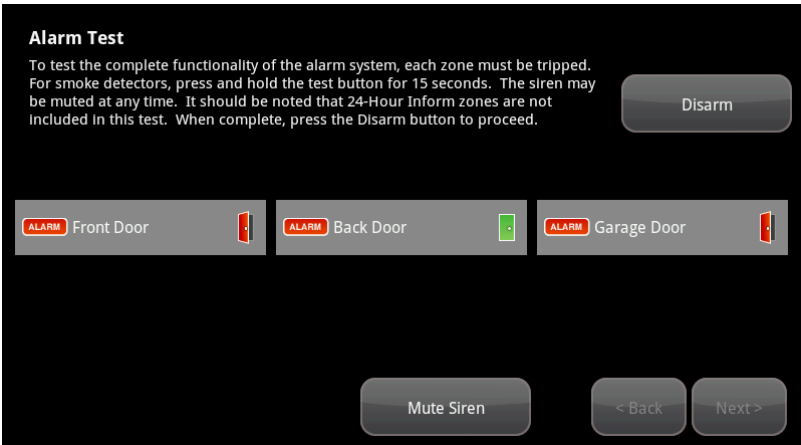 Alarm Test
To test the complete functionality of the alarm system, each zone must be tripped.
For smoke detectors, press and hold the test button for 15 seconds.  The siren may
be muted at any time.  It should be noted that 24-Hour Inform zones are not
included in this test.  When complete, press the Disarm button to proceed.
Disarm
ALARM Front Door
ALARM Back Door
ALARM Garage Door
Mute Siren
< Back
Next >